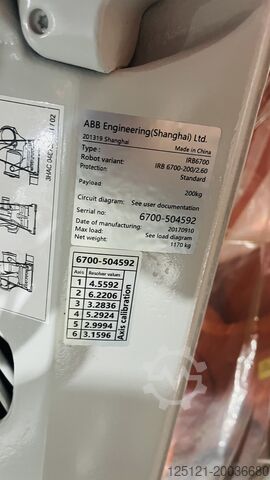 ABB Engineering(Shanghai) Ltd.
201319 Shanghai
Made in China
Type : IRB6700
Robot variant: IRB 6700-200/2.60
Protection: Standard
Payload 200kg
Circuit diagram: See user documentation
Serial no: 6700-504592
Date of manufacturing: 20170910
Max load: See load diagram
Net weight: 1170 kg
6700-504592
Axis Resolver values
1 4.5592
2 6.2206
3 3.2836
4 5.2924
5 2.9994
6 3.1596
Axis calibration
3HAC
02
125121-20036680